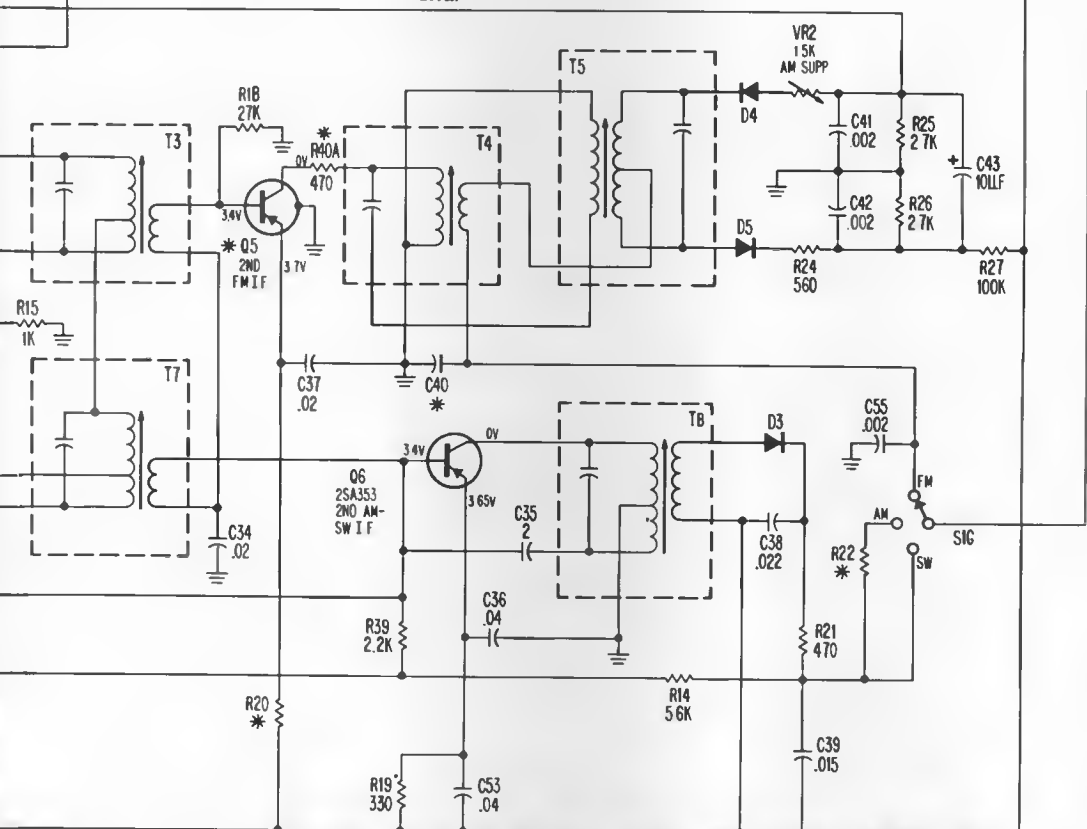 VR2
1 5K
AM SUPP
T5
D4
R18
27K
T3
*
R40A
470
0V
T4
C41
.002
R25
2 7K
C43
10LLF
+
3.4V
* Q5
2ND
FM I F
3 7V
C42
.002
R26
2 7K
D5
R24
560
R27
100K
R15
1K
T7
C37
.02
C40
*
T8
D3
C55
.002
3 4V
0V
Q6
2SA353
2ND AM-
SW I F
3 65V
FM
AM
SIG
SW
C34
.02
C35
2
C38
.022
R22
*
C36
.04
R39
2.2K
R21
470
R14
5 6K
R20
*
C39
.015
R19
330
C53
.04